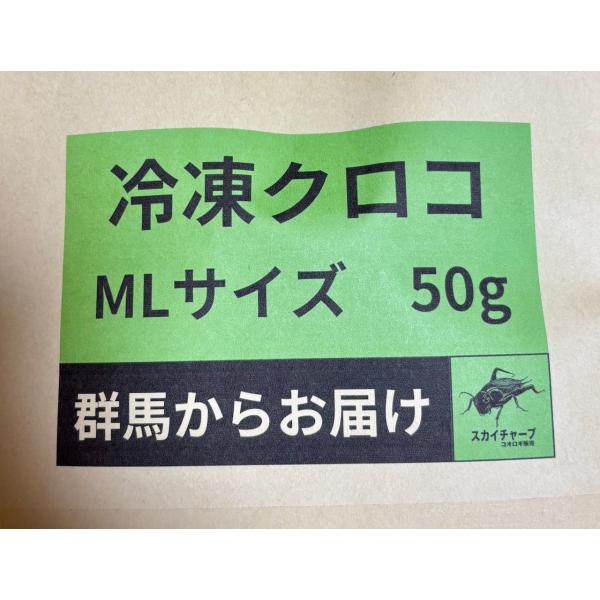 冷凍クロコ
MLサイズ 50g
群馬からお届け
スカイチャープ
コオロギ販売